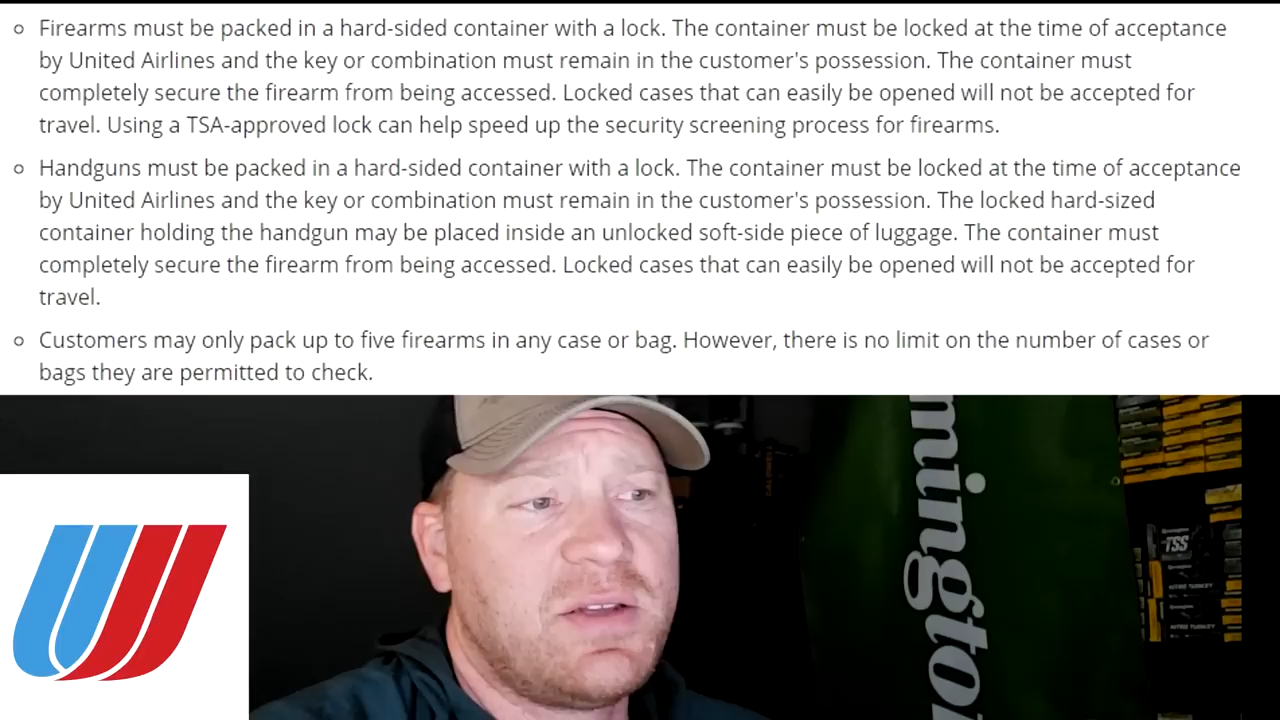 Firearms must be packed in a hard-sided container with a lock. The container must be locked at the time of acceptance
by United Airlines and the key or combination must remain in the customer's possession. The container must
completely secure the firearm from being accessed. Locked cases that can easily be opened will not be accepted for
travel. Using a TSA-approved lock can help speed up the security screening process for firearms.
Handguns must be packed in a hard-sided container with a lock. The container must be locked at the time of acceptance
by United Airlines and the key or combination must remain in the customer's possession. The locked hard-sized
container holding the handgun may be placed inside an unlocked soft-side piece of luggage. The container must
completely secure the firearm from being accessed. Locked cases that can easily be opened will not be accepted for
travel.
Customers may only pack up to five firearms in any case or bag. However, there is no limit on the number of cases or
bags they are permitted to check.
mington
TSS
NITRO TURKEY
NITRO TURKEY